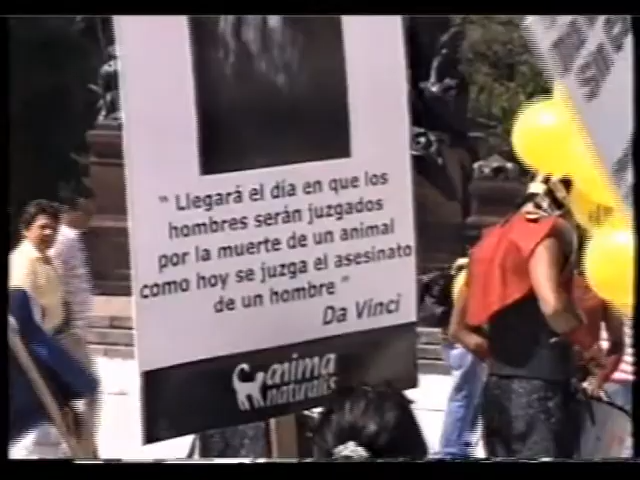 " Llegará el día en que los
hombres serán juzgados
por la muerte de un animal
como hoy se juzga el asesinato
de un hombre "
Da Vinci
anima
naturalis